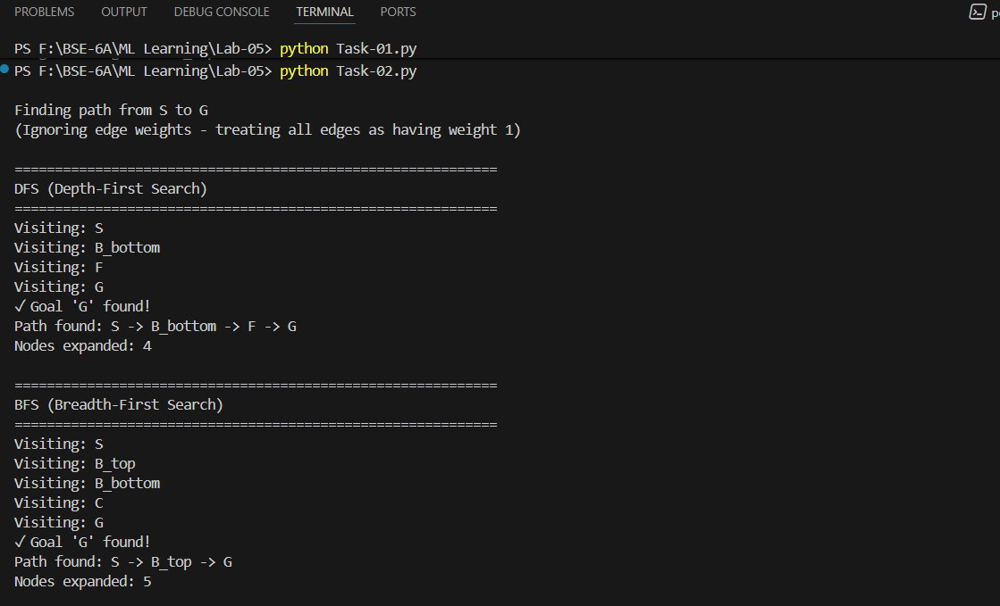 PROBLEMS OUTPUT DEBUG CONSOLE TERMINAL PORTS
PS F:\BSE-6A\ML Learning\Lab-05> python Task-01.py
PS F:\BSE-6A\ML Learning\Lab-05> python Task-02.py
Finding path from S to G
(Ignoring edge weights - treating all edges as having weight 1)
============================================================
DFS (Depth-First Search)
============================================================
Visiting: S
Visiting: B_bottom
Visiting: F
Visiting: G
✓ Goal 'G' found!
Path found: S -> B_bottom -> F -> G
Nodes expanded: 4
============================================================
BFS (Breadth-First Search)
============================================================
Visiting: S
Visiting: B_top
Visiting: B_bottom
Visiting: C
Visiting: G
✓ Goal 'G' found!
Path found: S -> B_top -> G
Nodes expanded: 5